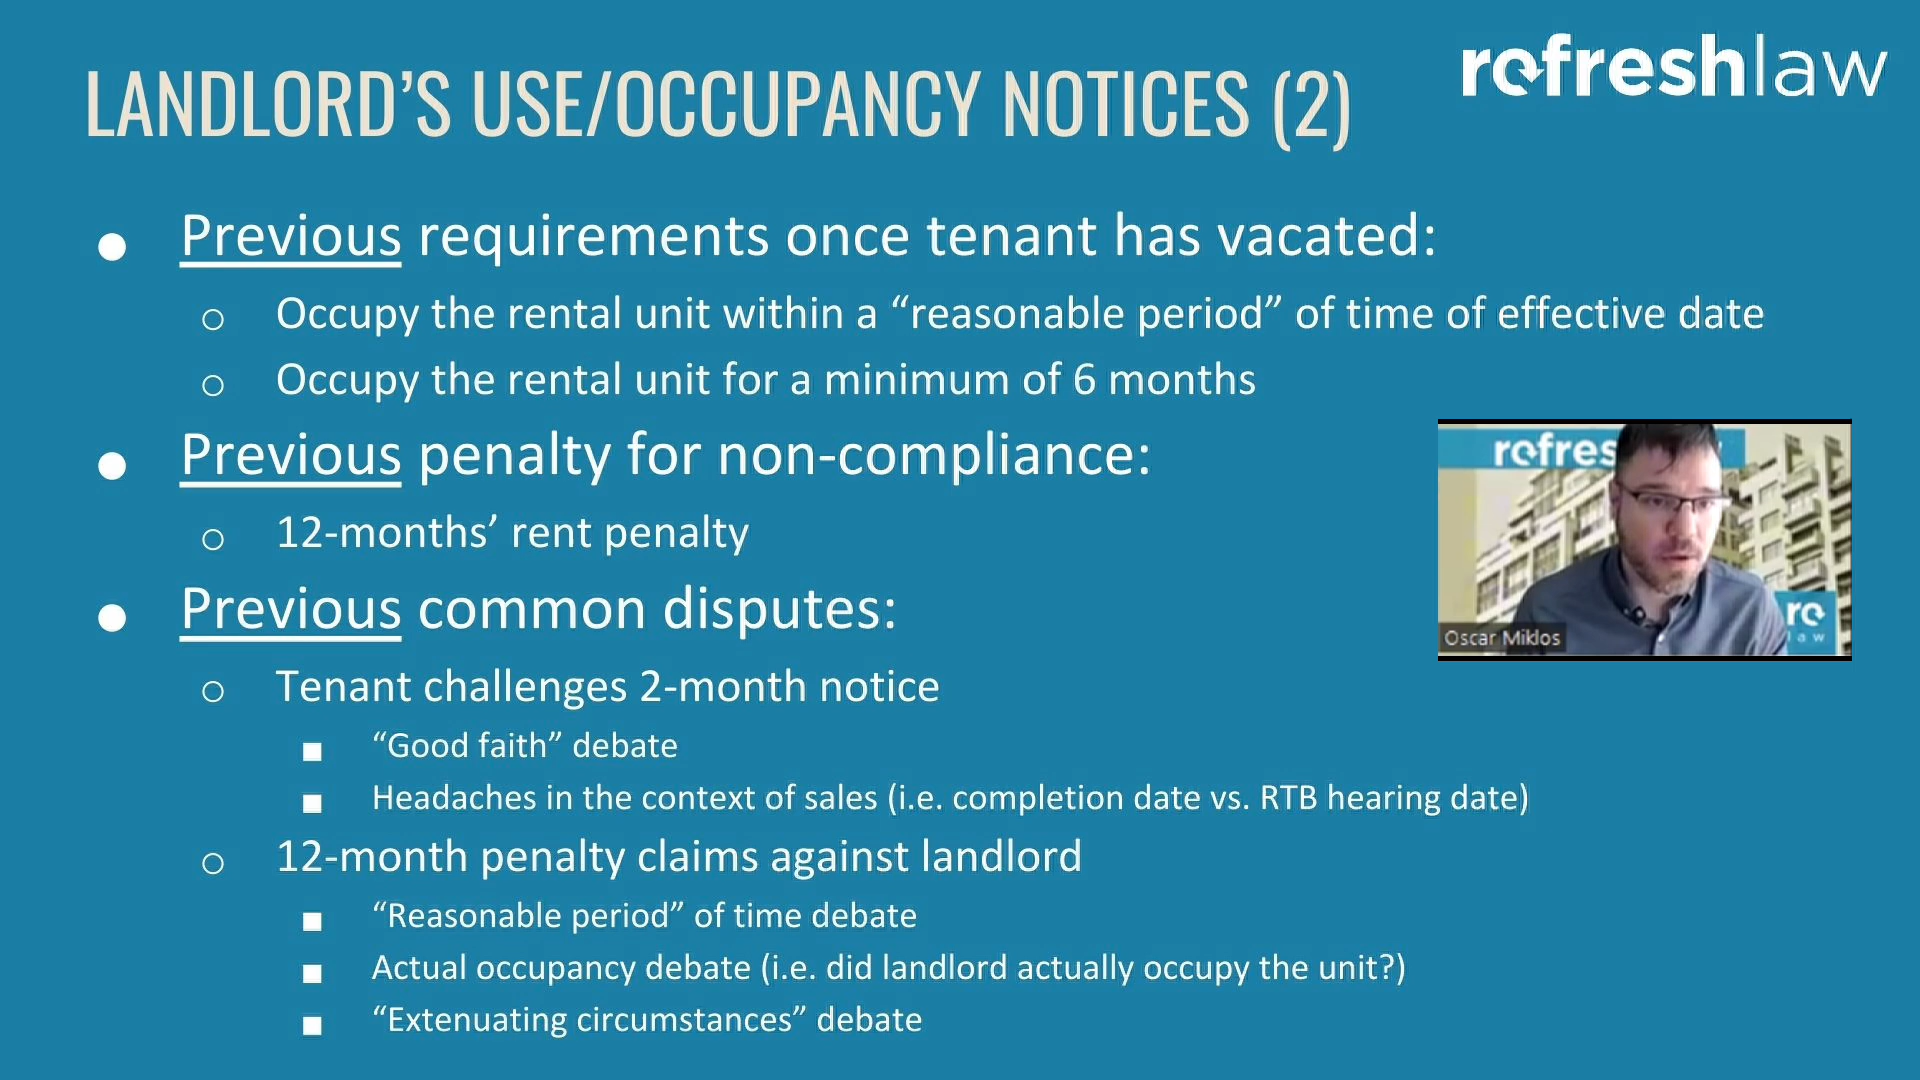 LANDLORD’S USE/OCCUPANCY NOTICES (2)
refreshlaw
● Previous requirements once tenant has vacated:
○ Occupy the rental unit within a “reasonable period” of time of effective date
○ Occupy the rental unit for a minimum of 6 months
● Previous penalty for non-compliance:
○ 12-months’ rent penalty
● Previous common disputes:
○ Tenant challenges 2-month notice
■ “Good faith” debate
■ Headaches in the context of sales (i.e. completion date vs. RTB hearing date)
○ 12-month penalty claims against landlord
■ “Reasonable period” of time debate
■ Actual occupancy debate (i.e. did landlord actually occupy the unit?)
■ “Extenuating circumstances” debate
refres
re
law
Oscar Miklos